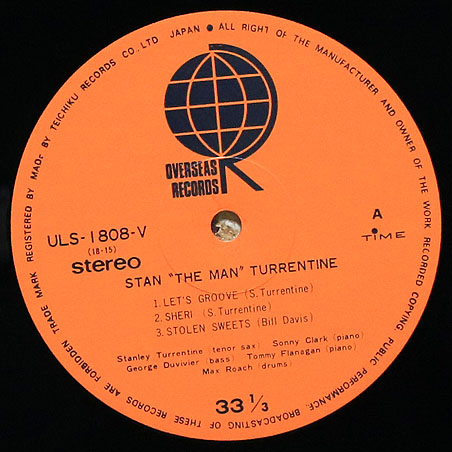 TRADE MARK REGISTERED BY MADE BY TEICHIKU RECORDS CO., LTD JAPAN ● ALL RIGHT OF THE MANUFACTURER AND OWNER OF THE WORK RECORDED COPYING PUBLIC PERFORMANCE, BROADCASTING OF THESE RECORDS ARE FORBIDDEN
OVERSEAS
RECORDS
ULS-1808-V
(18-15)
stereo
A
TIME
STAN "THE MAN" TURRENTINE
1. LET'S GROOVE (S. Turrentine)
2. SHERI (S. Turrentine)
3. STOLEN SWEETS (Bill Davis)
Stanley Turrentine (tenor sax) Sonny Clark (piano)
George Duvivier (bass) Tommy Flanagan (piano)
Max Roach (drums)
33 1/3